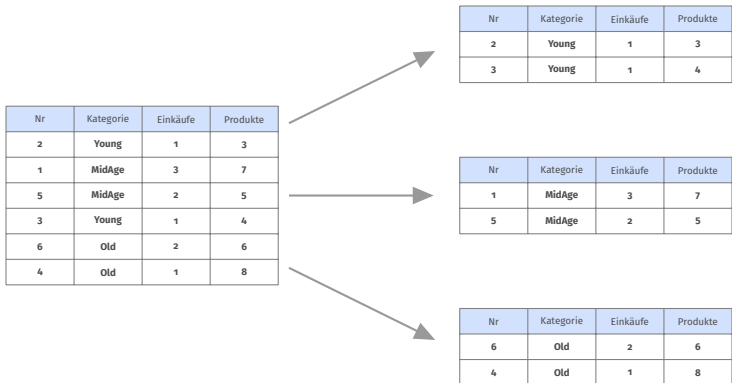 Nr Kategorie Einkäufe Produkte
2 Young 1 3
1 MidAge 3 7
5 MidAge 2 5
3 Young 1 4
6 Old 2 6
4 Old 1 8
Nr Kategorie Einkäufe Produkte
2 Young 1 3
3 Young 1 4
Nr Kategorie Einkäufe Produkte
1 MidAge 3 7
5 MidAge 2 5
Nr Kategorie Einkäufe Produkte
6 Old 2 6
4 Old 1 8